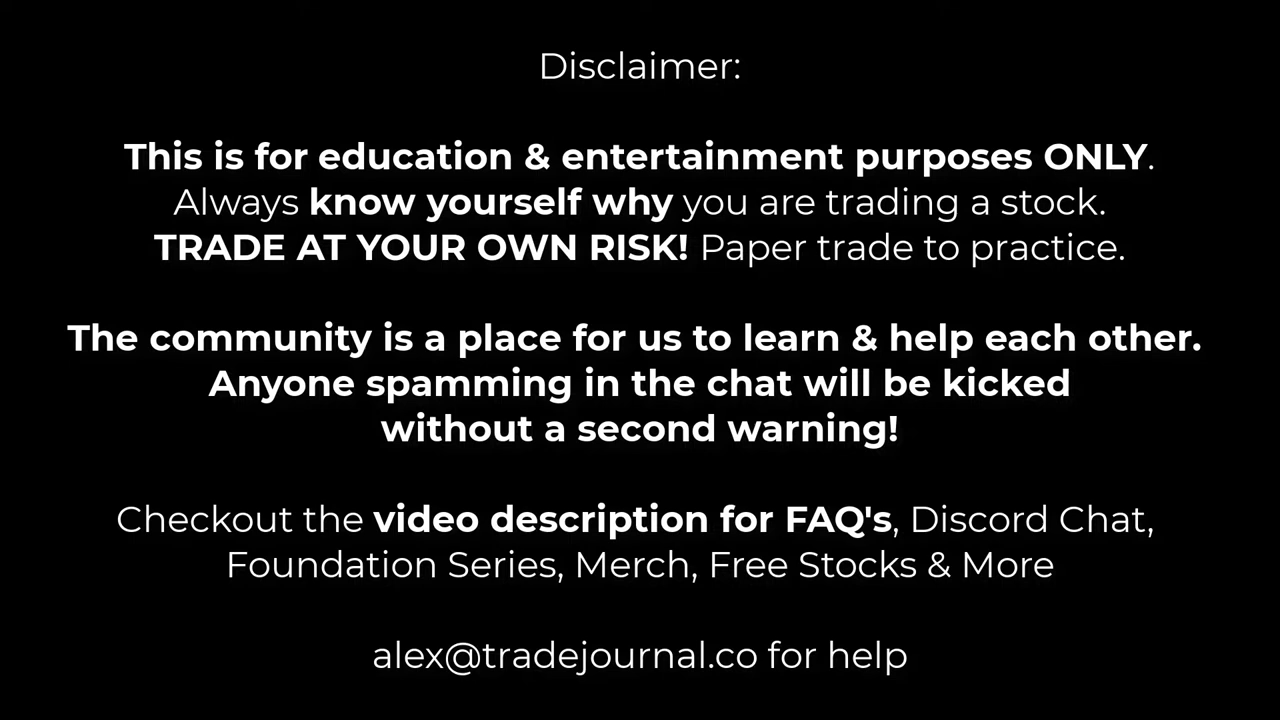 Disclaimer:
This is for education & entertainment purposes ONLY.
Always know yourself why you are trading a stock.
TRADE AT YOUR OWN RISK! Paper trade to practice.
The community is a place for us to learn & help each other.
Anyone spamming in the chat will be kicked
without a second warning!
Checkout the video description for FAQ's, Discord Chat,
Foundation Series, Merch, Free Stocks & More
alex@tradejournal.co for help